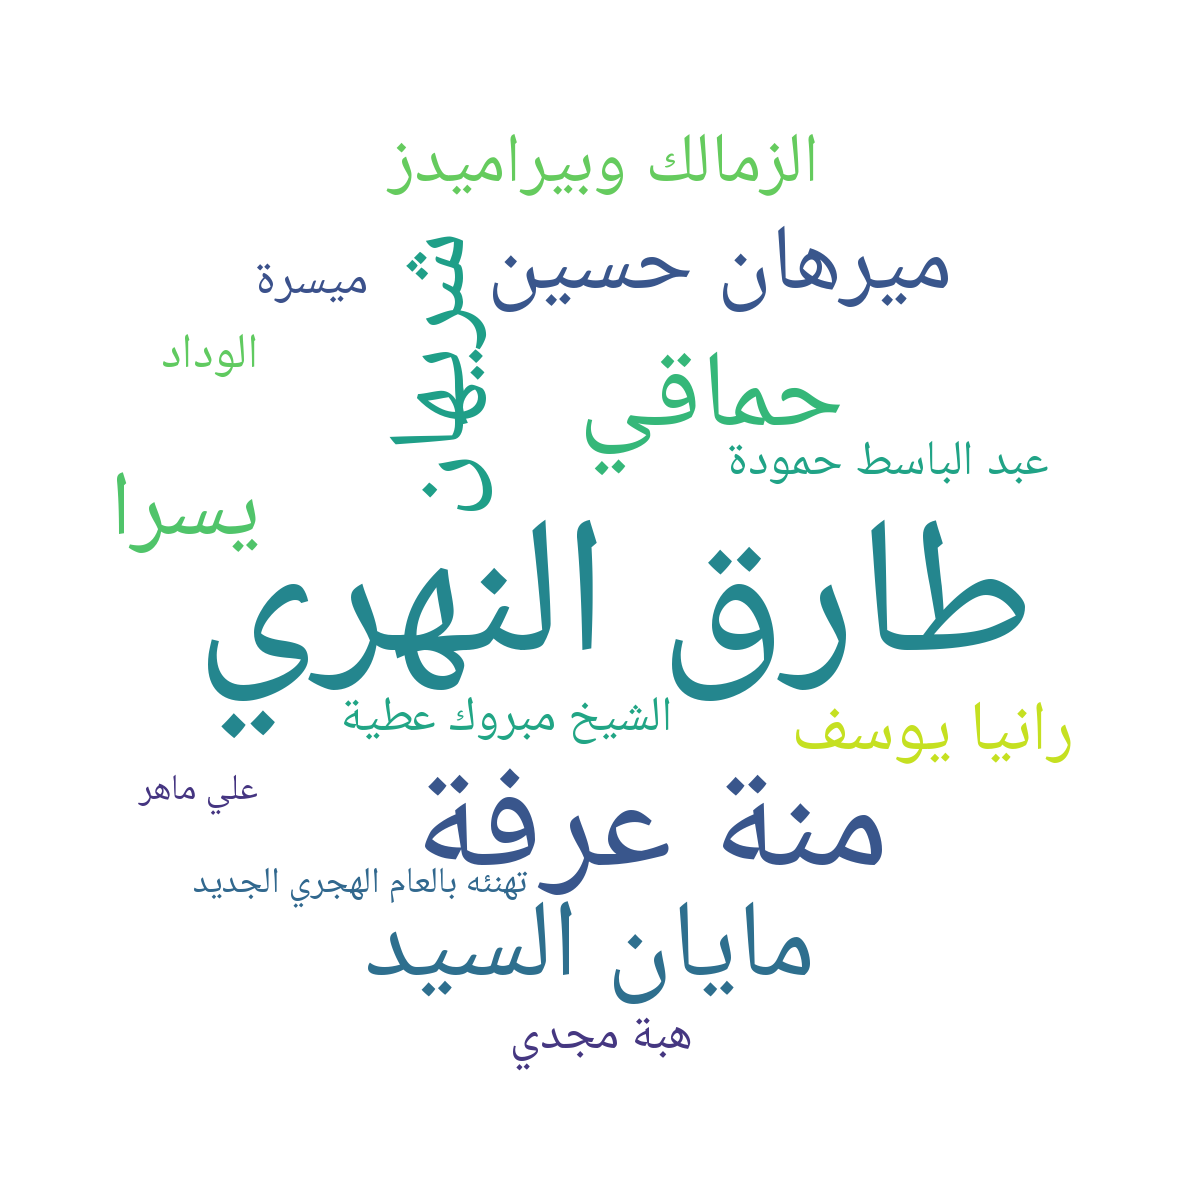 الزمالك وبيراميدز
ميرهان حسين
شريهان
ميسرة
الوداد
حماقي
عبد الباسط حمودة
يسرا
طارق النهري
الشيخ مبروك عطية
رانيا يوسف
علي ماهر
منة عرفة
تهنئه بالعام الهجري الجديد
مايان السيد
هبة مجدي